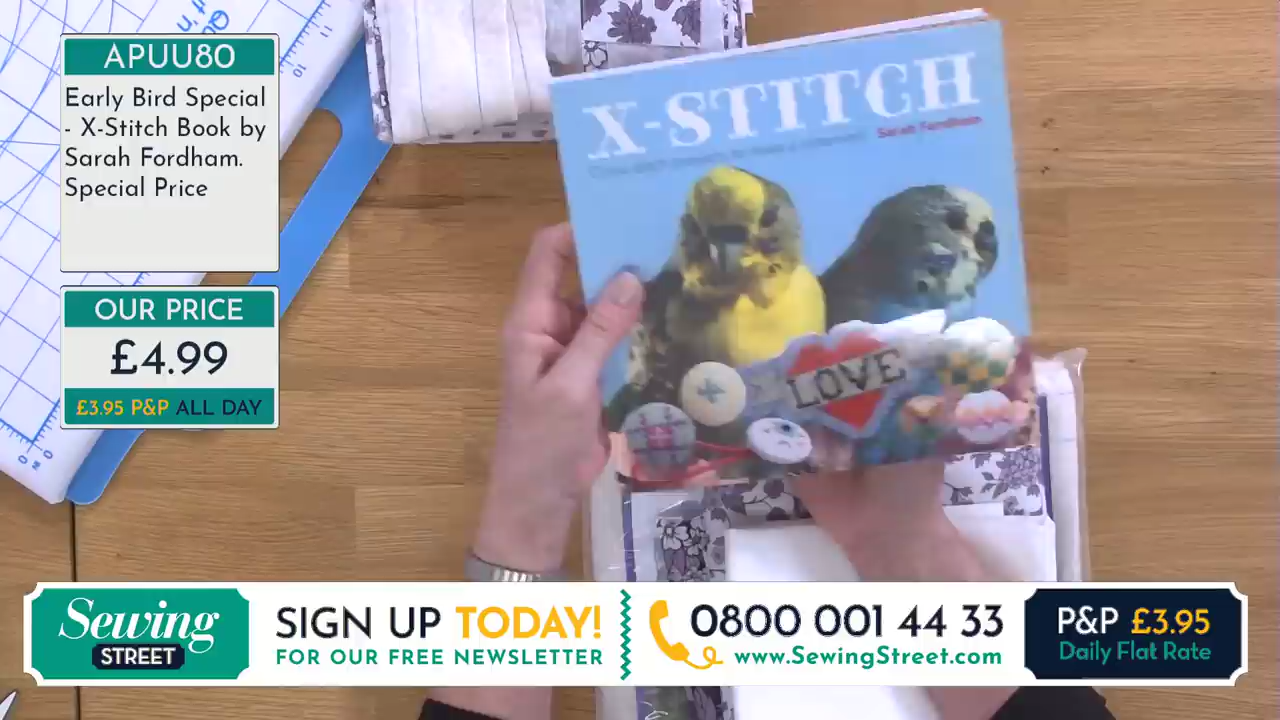 APUU80
Early Bird Special
- X-Stitch Book by
Sarah Fordham.
Special Price
OUR PRICE
£4.99
£3.95 P&P ALL DAY
X-STITCH
Sarah Fordham
LOVE
Sewing
STREET
SIGN UP TODAY!
FOR OUR FREE NEWSLETTER
0800 001 44 33
www.SewingStreet.com
P&P £3.95
Daily Flat Rate